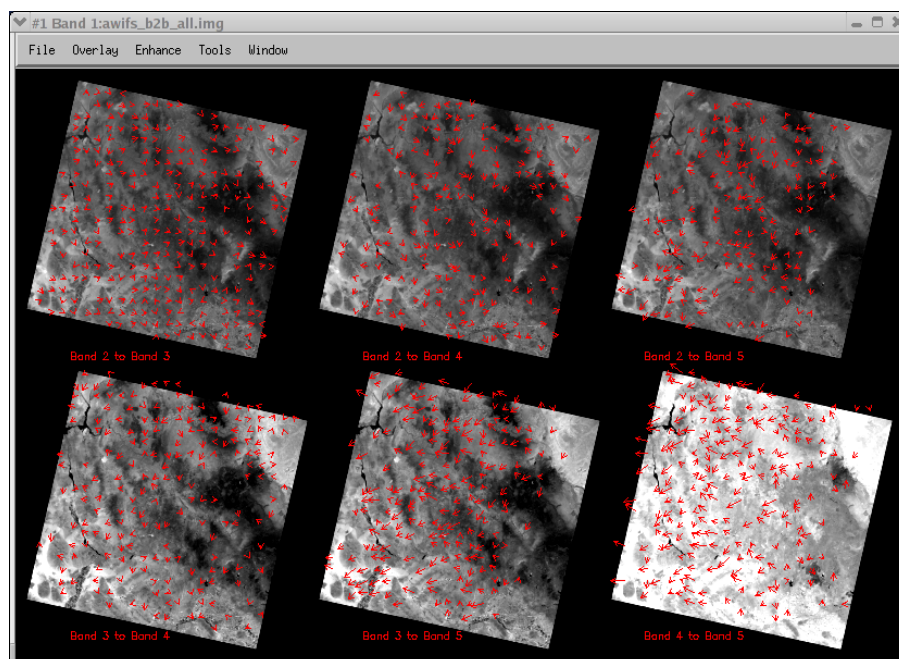 #1 Band 1:awifs_b2b_all.img
File Overlay Enhance Tools Window
Band 2 to Band 3
Band 2 to Band 4
Band 2 to Band 5
Band 3 to Band 4
Band 3 to Band 5
Band 4 to Band 5